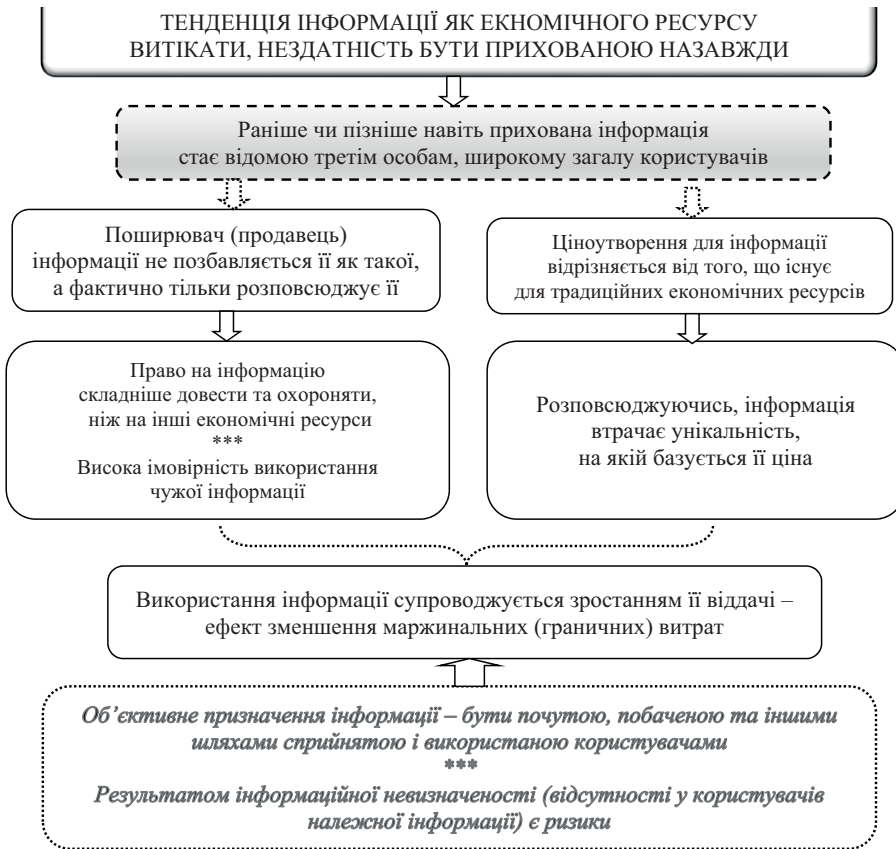 ТЕНДЕНЦІЯ ІНФОРМАЦІЇ ЯК ЕКНОМІЧНОГО РЕСУРСУ
ВИТІКАТИ, НЕЗДАТНІСТЬ БУТИ ПРИХОВАНОЮ НАЗАВЖДИ
Раніше чи пізніше навіть прихована інформація
стає відомою третім особам, широкому загалу користувачів
Поширювач (продавець)
інформації не позбавляється її як такої,
а фактично тільки розповсюджує її
Ціноутворення для інформації
відрізняється від того, що існує
для традиційних економічних ресурсів
Право на інформацію
складніше довести та охороняти,
ніж на інші економічні ресурси
***
Висока імовірність використання
чужої інформації
Розповсюджуючись, інформація
втрачає унікальність,
на якій базується її ціна
Використання інформації супроводжується зростанням її віддачі –
ефект зменшення маржинальних (граничних) витрат
Об’єктивне призначення інформації – бути почутою, побаченою та іншими
шляхами сприйнятою і використаною користувачами
***
Результатом інформаційної невизначеності (відсутності у користувачів
належної інформації) є ризики